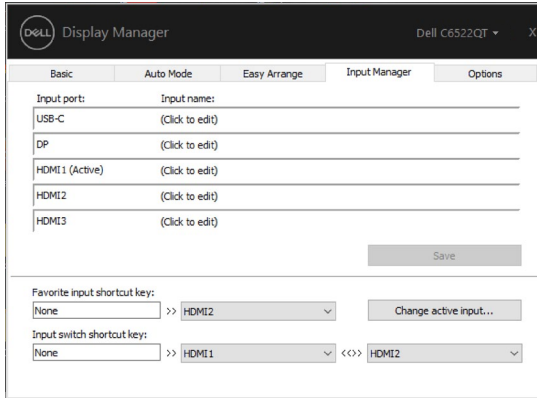 DELL Display Manager Dell C6522QT X
Basic Auto Mode Easy Arrange Input Manager Options
Input port: Input name:
USB-C (Click to edit)
DP (Click to edit)
HDMI1 (Active) (Click to edit)
HDMI2 (Click to edit)
HDMI3 (Click to edit)
Save
Favorite input shortcut key:
None >> HDMI2 Change active input...
Input switch shortcut key:
None >> HDMI1 <<>> HDMI2